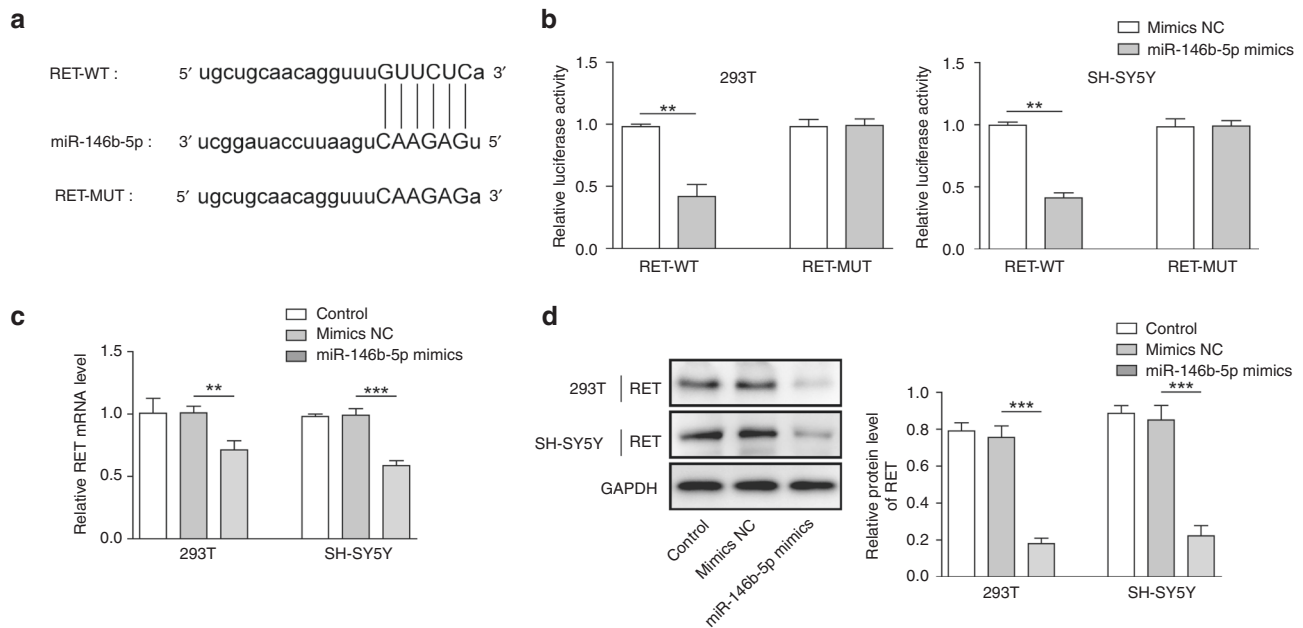 a
RET-WT : 5′ ugcugcaacagguuuGUUCUCa 3′
miR-146b-5p : 3′ ucggauaccuuaaguCAAGAGu 5′
RET-MUT : 5′ ugcugcaacagguuuCAAGAGa 3′
b
Mimics NC
miR-146b-5p mimics
Relative luciferase activity
1.5
1.0
0.5
0.0
293T
**
RET-WT
RET-MUT
Relative luciferase activity
1.5
1.0
0.5
0.0
SH-SY5Y
**
RET-WT
RET-MUT
c
Control
Mimics NC
miR-146b-5p mimics
Relative RET mRNA level
1.5
1.0
0.5
0.0
**
***
293T
SH-SY5Y
d
293T RET
SH-SY5Y RET
GAPDH
Control
Mimics NC
miR-146b-5p mimics
Control
Mimics NC
miR-146b-5p mimics
Relative protein level
of RET
1.0
0.8
0.6
0.4
0.2
0.0
***
***
293T
SH-SY5Y